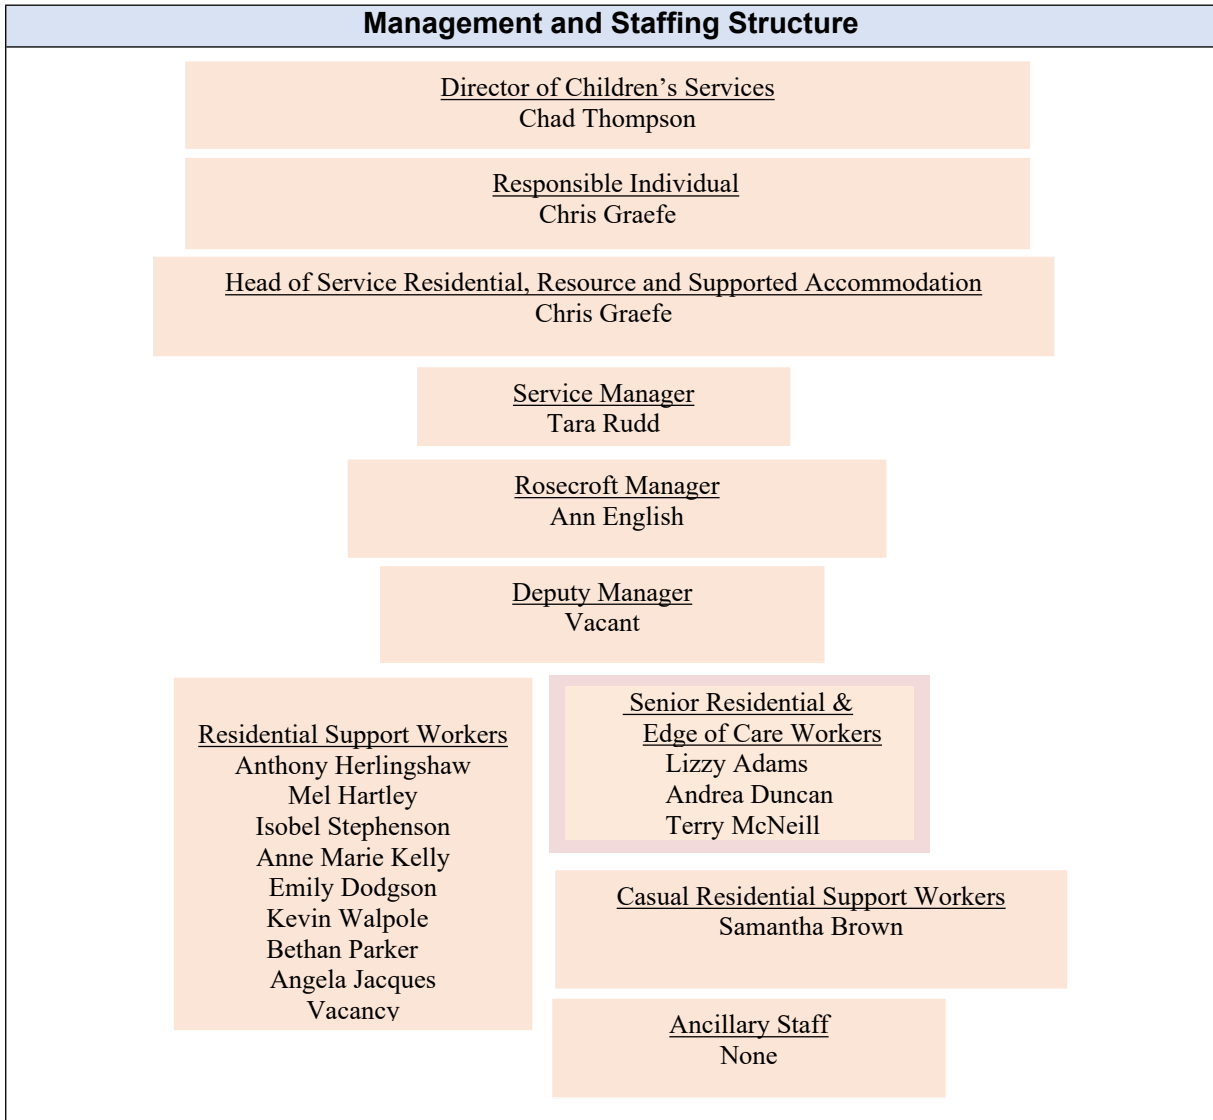 Management and Staffing Structure
Director of Children’s Services
Chad Thompson
Responsible Individual
Chris Graefe
Head of Service Residential, Resource and Supported Accommodation
Chris Graefe
Service Manager
Tara Rudd
Rosecroft Manager
Ann English
Deputy Manager
Vacant
Residential Support Workers
Anthony Herlingshaw
Mel Hartley
Isobel Stephenson
Anne Marie Kelly
Emily Dodgson
Kevin Walpole
Bethan Parker
Angela Jacques
Vacancy
Senior Residential &
Edge of Care Workers
Lizzy Adams
Andrea Duncan
Terry McNeill
Casual Residential Support Workers
Samantha Brown
Ancillary Staff
None